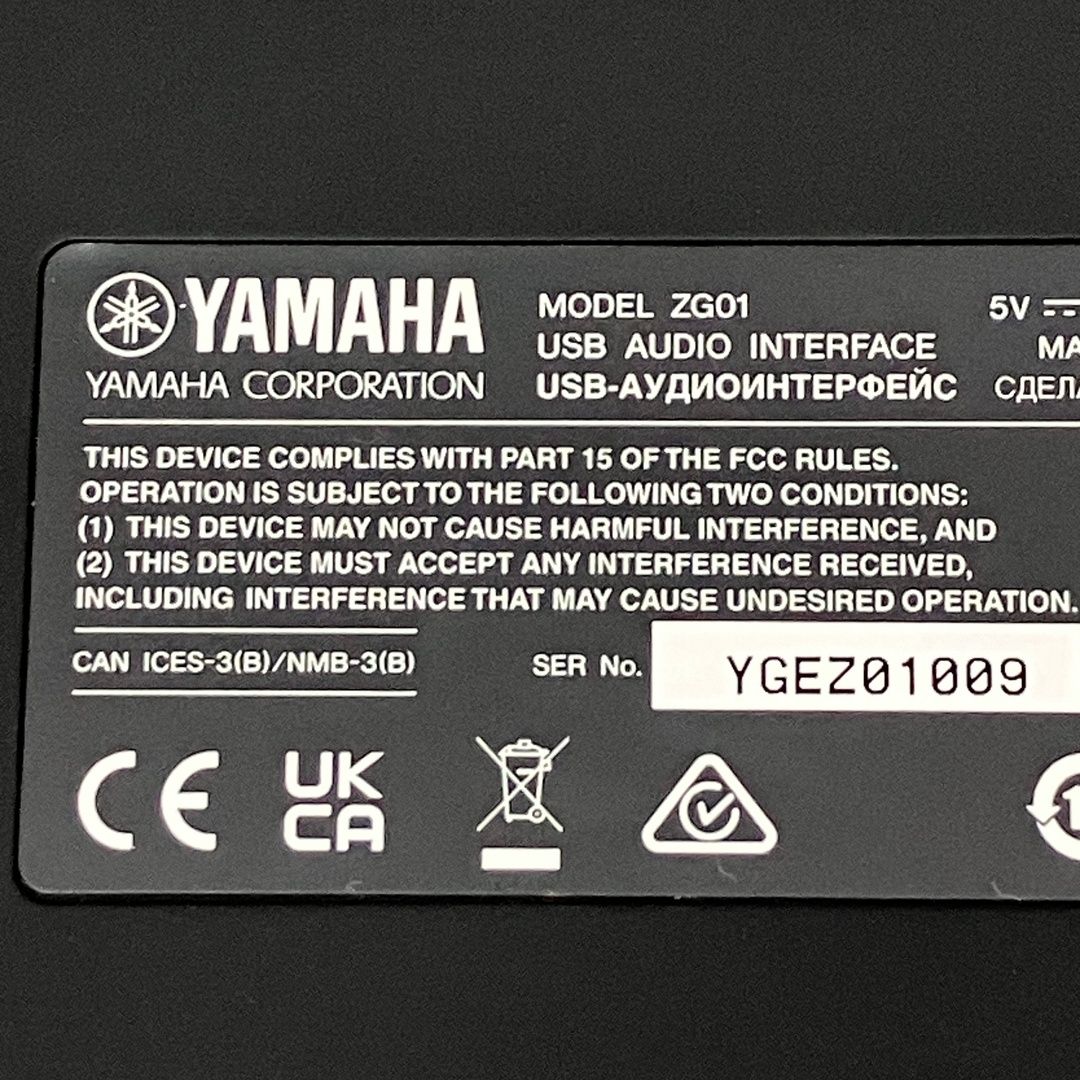 YAMAHA
YAMAHA CORPORATION
MODEL ZG01
USB AUDIO INTERFACE
USB-АУДИОИНТЕРФЕЙС
5V
THIS DEVICE COMPLIES WITH PART 15 OF THE FCC RULES.
OPERATION IS SUBJECT TO THE FOLLOWING TWO CONDITIONS:
(1) THIS DEVICE MAY NOT CAUSE HARMFUL INTERFERENCE, AND
(2) THIS DEVICE MUST ACCEPT ANY INTERFERENCE RECEIVED,
INCLUDING INTERFERENCE THAT MAY CAUSE UNDESIRED OPERATION.
CAN ICES-3(B)/NMB-3(B)
SER No. YGEZ01009
CE
UK
CA